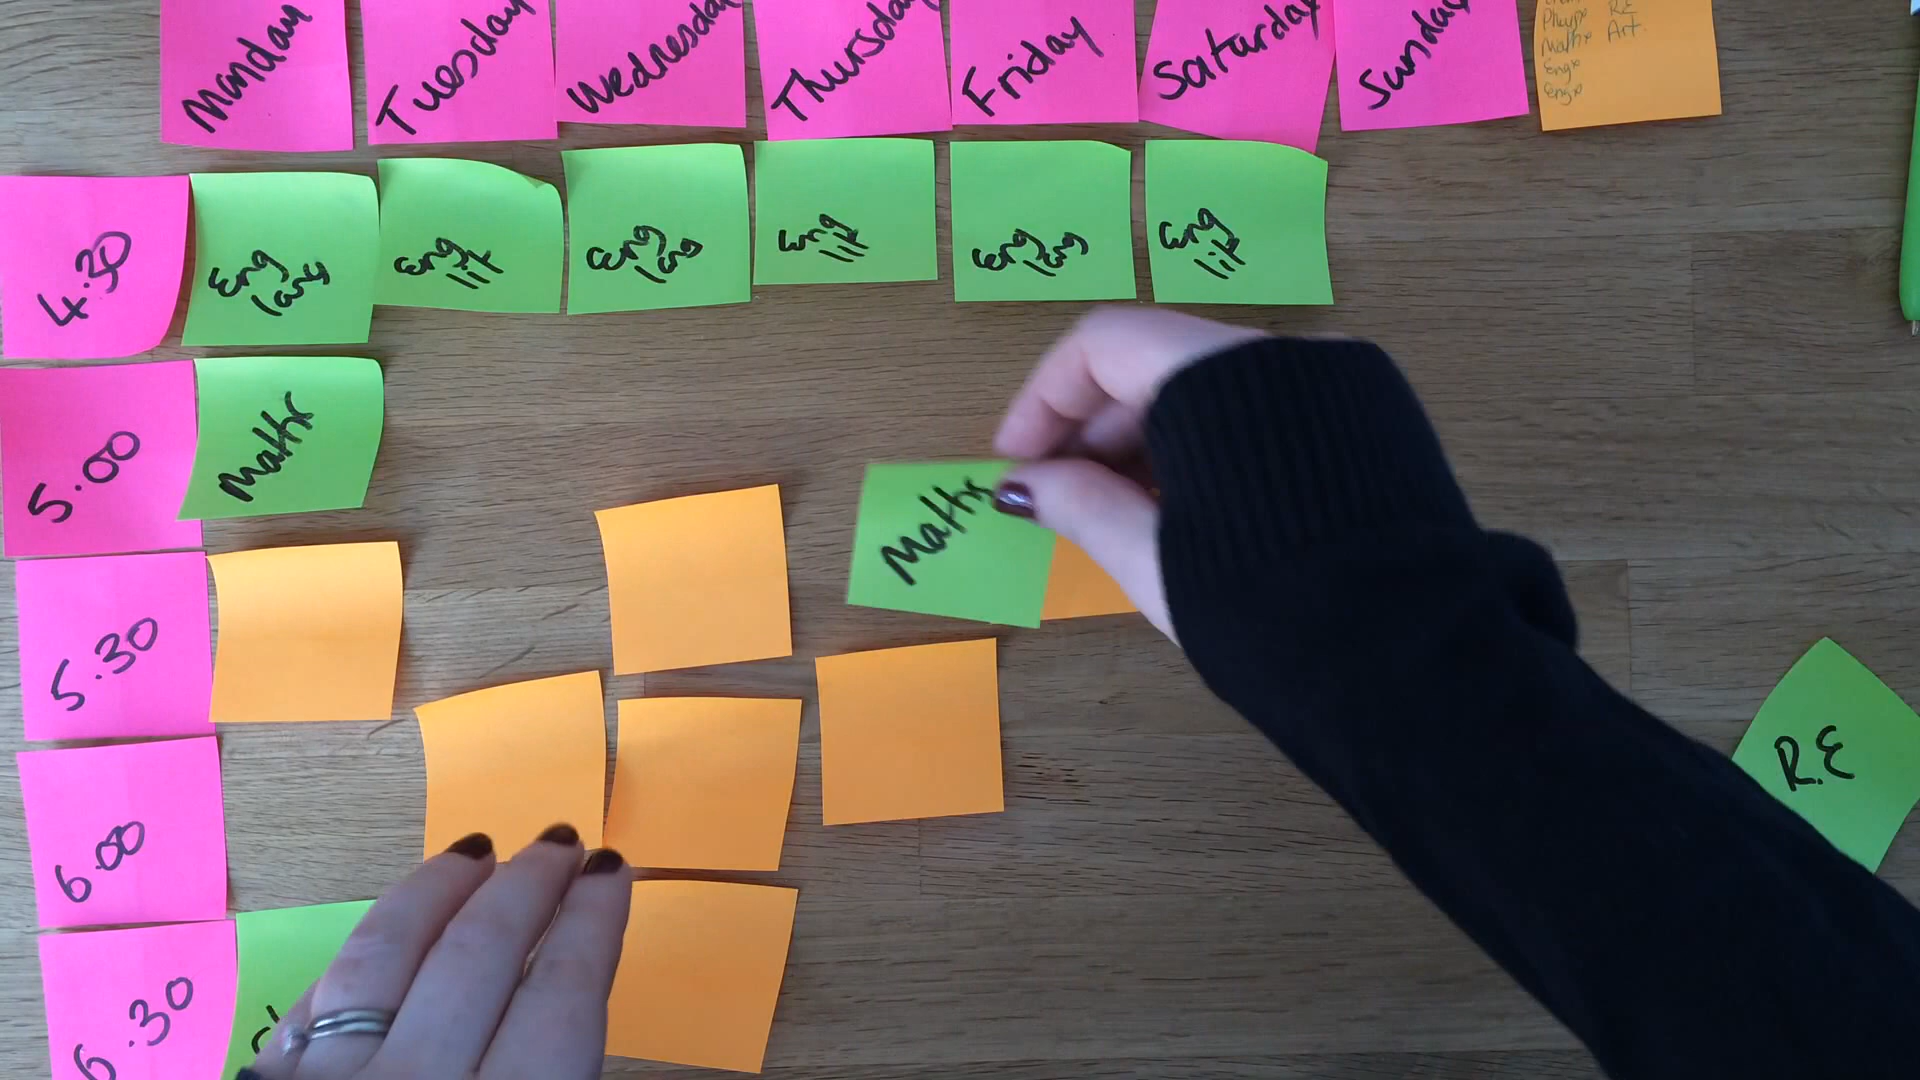 Monday
Tuesday
Wednesday
Thursday
Friday
Saturday
Sunday
R.E
Maths Art.
Eng
Eng
4.30
Eng
lang
Eng
lit
Eng
lang
Eng
lit
Eng
lang
Eng
lit
5.00
Maths
Maths
5.30
6.00
R.E
6.30